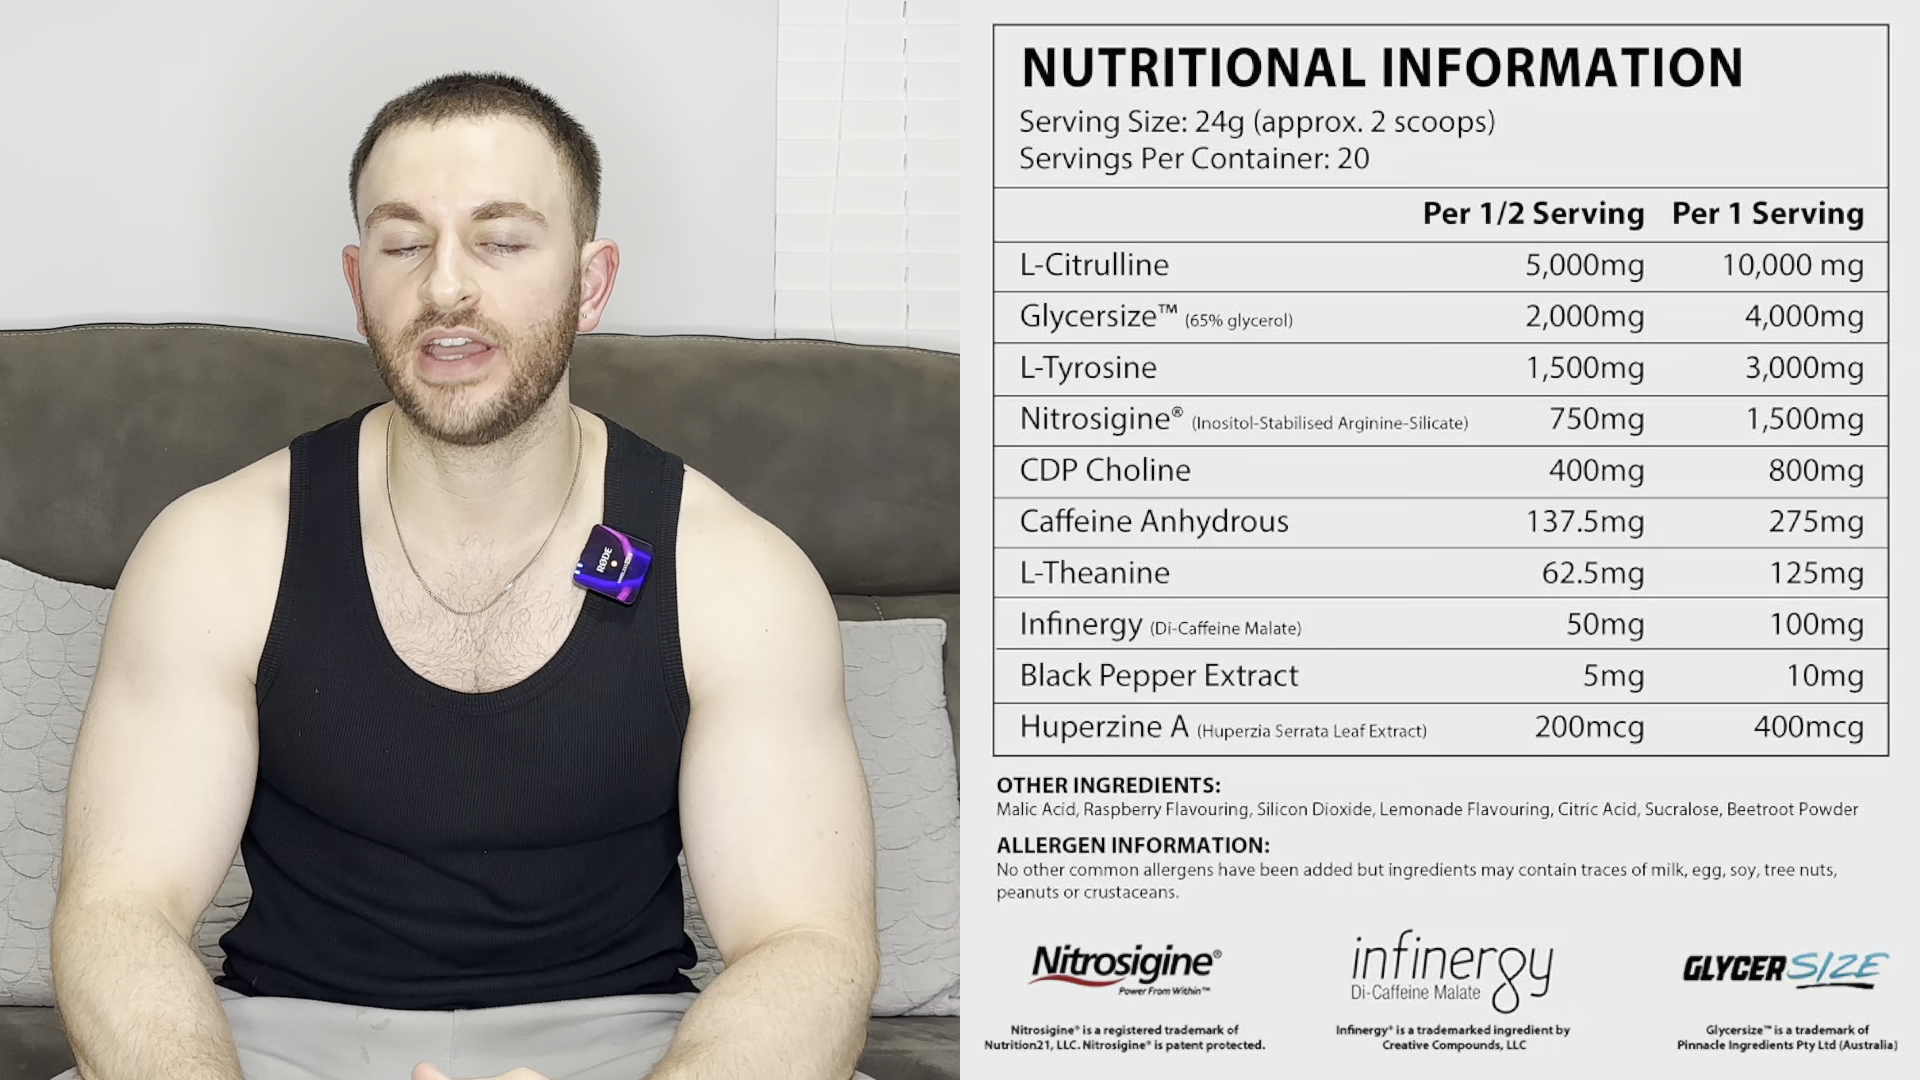 RØDE
NUTRITIONAL INFORMATION
Serving Size: 24g (approx. 2 scoops)
Servings Per Container: 20
Per 1/2 Serving Per 1 Serving
L-Citrulline 5,000mg 10,000 mg
Glycersize™ (65% glycerol) 2,000mg 4,000mg
L-Tyrosine 1,500mg 3,000mg
Nitrosigine® (Inositol-Stabilised Arginine-Silicate) 750mg 1,500mg
CDP Choline 400mg 800mg
Caffeine Anhydrous 137.5mg 275mg
L-Theanine 62.5mg 125mg
Infinergy (Di-Caffeine Malate) 50mg 100mg
Black Pepper Extract 5mg 10mg
Huperzine A (Huperzia Serrata Leaf Extract) 200mcg 400mcg
OTHER INGREDIENTS:
Malic Acid, Raspberry Flavouring, Silicon Dioxide, Lemonade Flavouring, Citric Acid, Sucralose, Beetroot Powder
ALLERGEN INFORMATION:
No other common allergens have been added but ingredients may contain traces of milk, egg, soy, tree nuts,
peanuts or crustaceans.
Nitrosigine®
Power From Within™
Nitrosigine® is a registered trademark of
Nutrition21, LLC. Nitrosigine® is patent protected.
infinergy
Di-Caffeine Malate
Infinergy® is a trademarked ingredient by
Creative Compounds, LLC
GLYCERSIZE
Glycersize™ is a trademark of
Pinnacle Ingredients Pty Ltd (Australia)